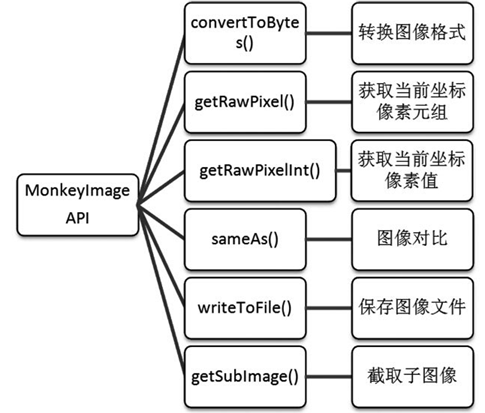 convertToByte
s()
转换图像格式
getRawPixel()
获取当前坐标
像素元组
getRawPixelInt()
获取当前坐标
像素值
MonkeyImage
API
sameAs()
图像对比
writeToFile()
保存图像文件
getSubImage()
截取子图像